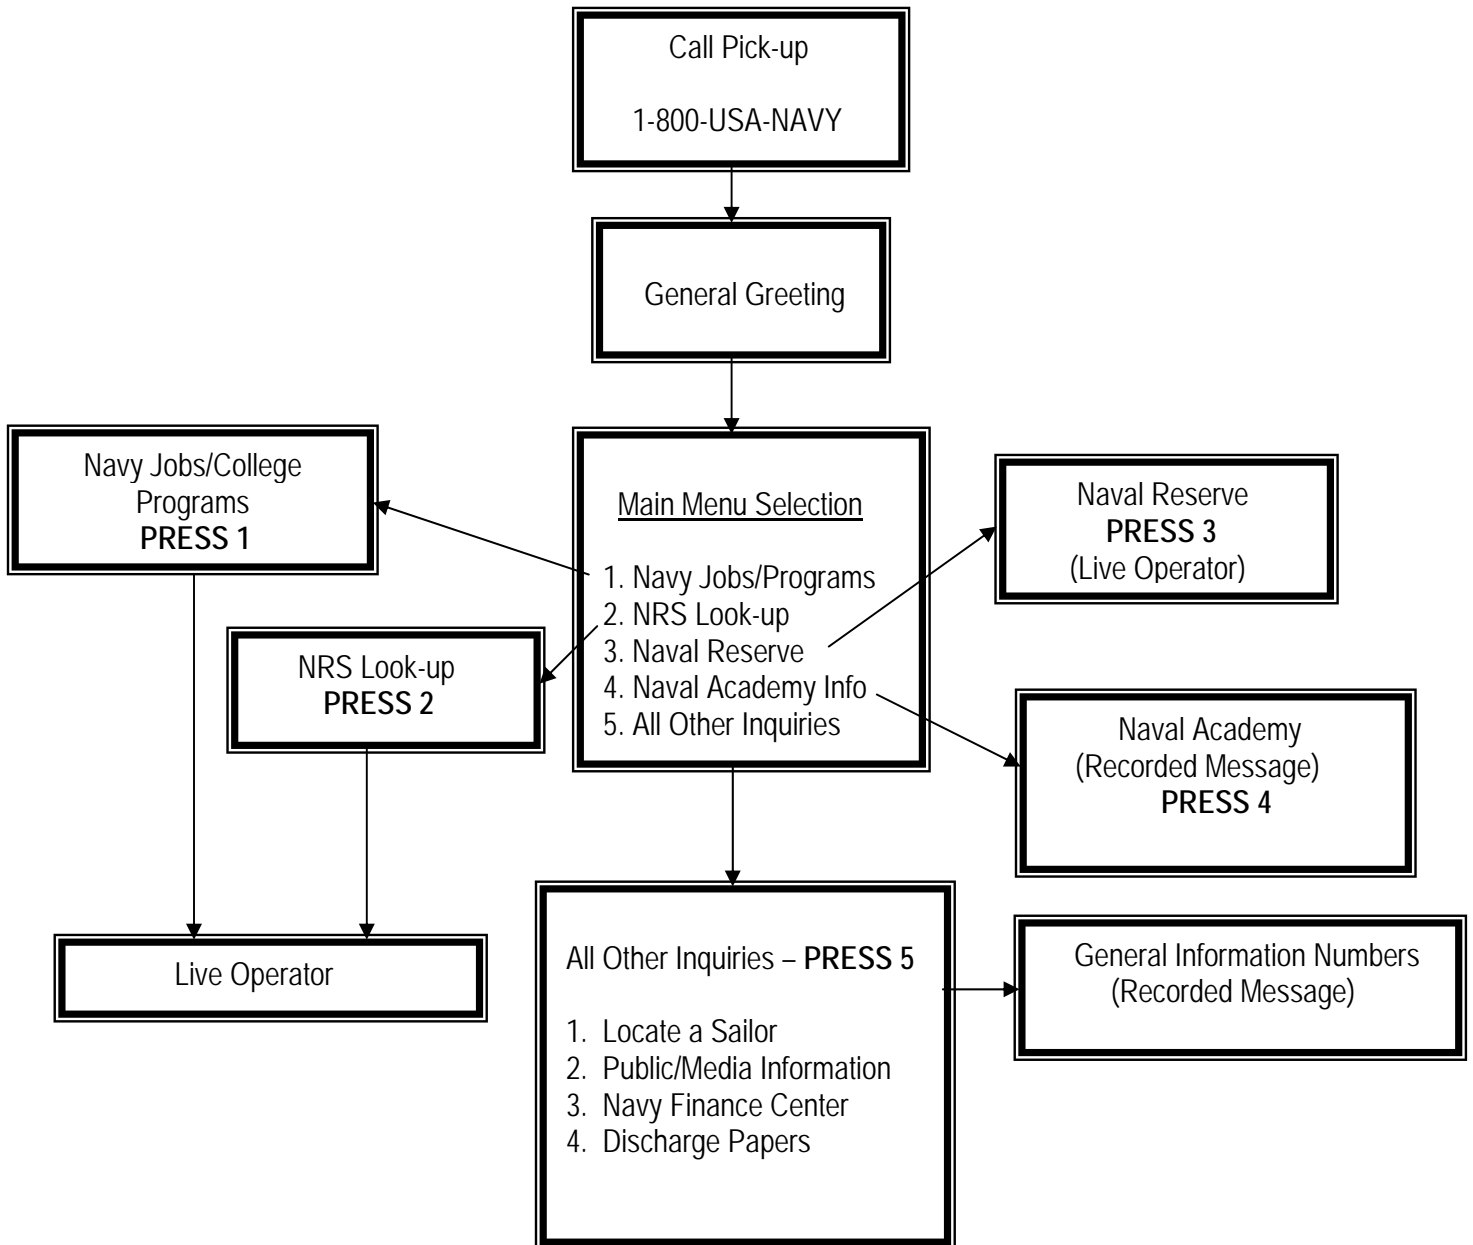 Call Pick-up
1-800-USA-NAVY
General Greeting
Navy Jobs/College
Programs
PRESS 1
Main Menu Selection
1. Navy Jobs/Programs
2. NRS Look-up
3. Naval Reserve
4. Naval Academy Info
5. All Other Inquiries
Naval Reserve
PRESS 3
(Live Operator)
NRS Look-up
PRESS 2
Naval Academy
(Recorded Message)
PRESS 4
Live Operator
All Other Inquiries – PRESS 5
1. Locate a Sailor
2. Public/Media Information
3. Navy Finance Center
4. Discharge Papers
General Information Numbers
(Recorded Message)